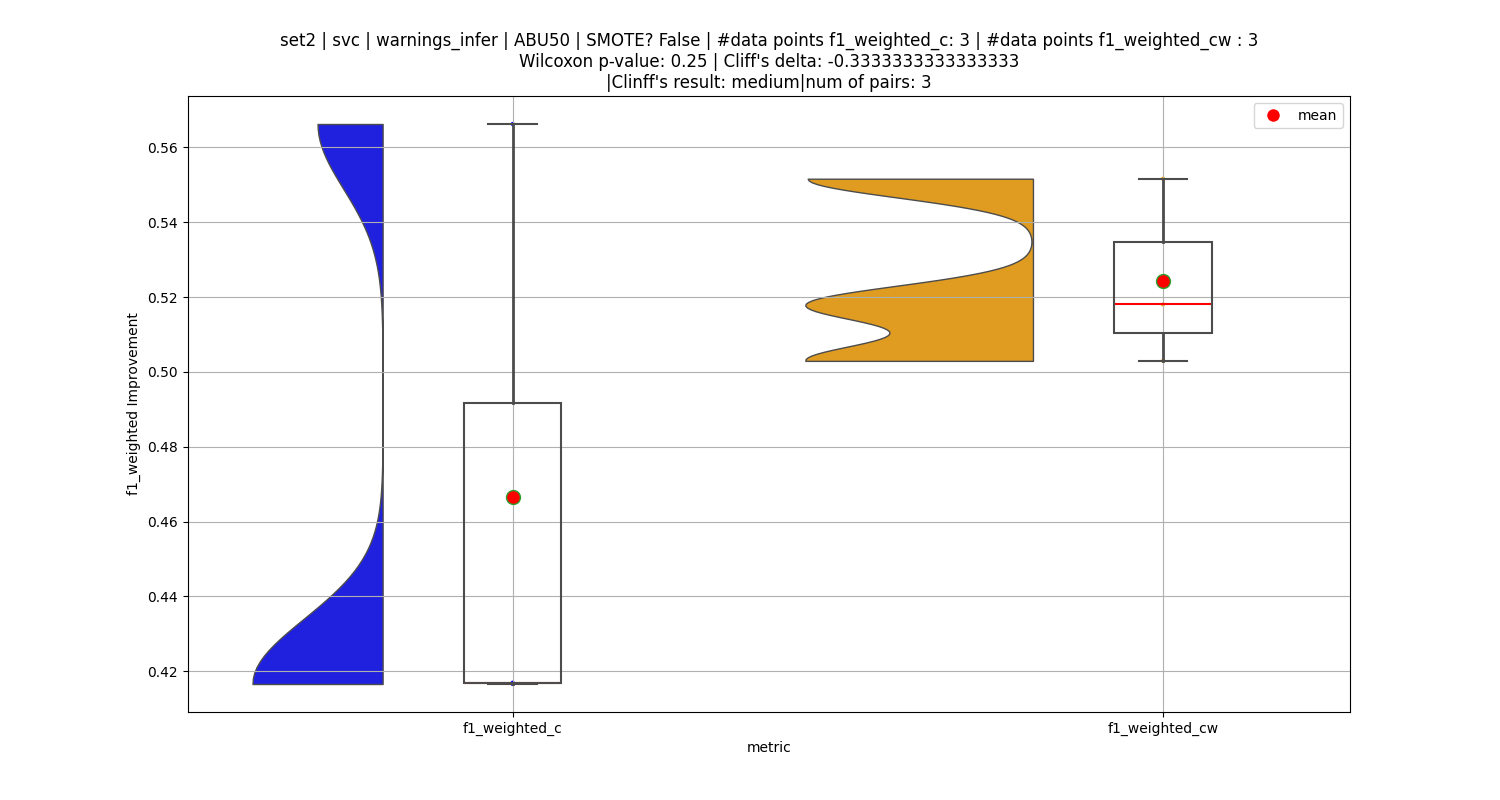 set2 | svc | warnings_infer | ABU50 | SMOTE? False | #data points f1_weighted_c: 3 | #data points f1_weighted_cw : 3
Wilcoxon p-value: 0.25 | Cliff's delta: -0.3333333333333333
|Clinff's result: medium|num of pairs: 3
mean
0.56
0.54
0.52
0.50
0.48
0.46
0.44
0.42
f1_weighted Improvement
f1_weighted_c
f1_weighted_cw
metric